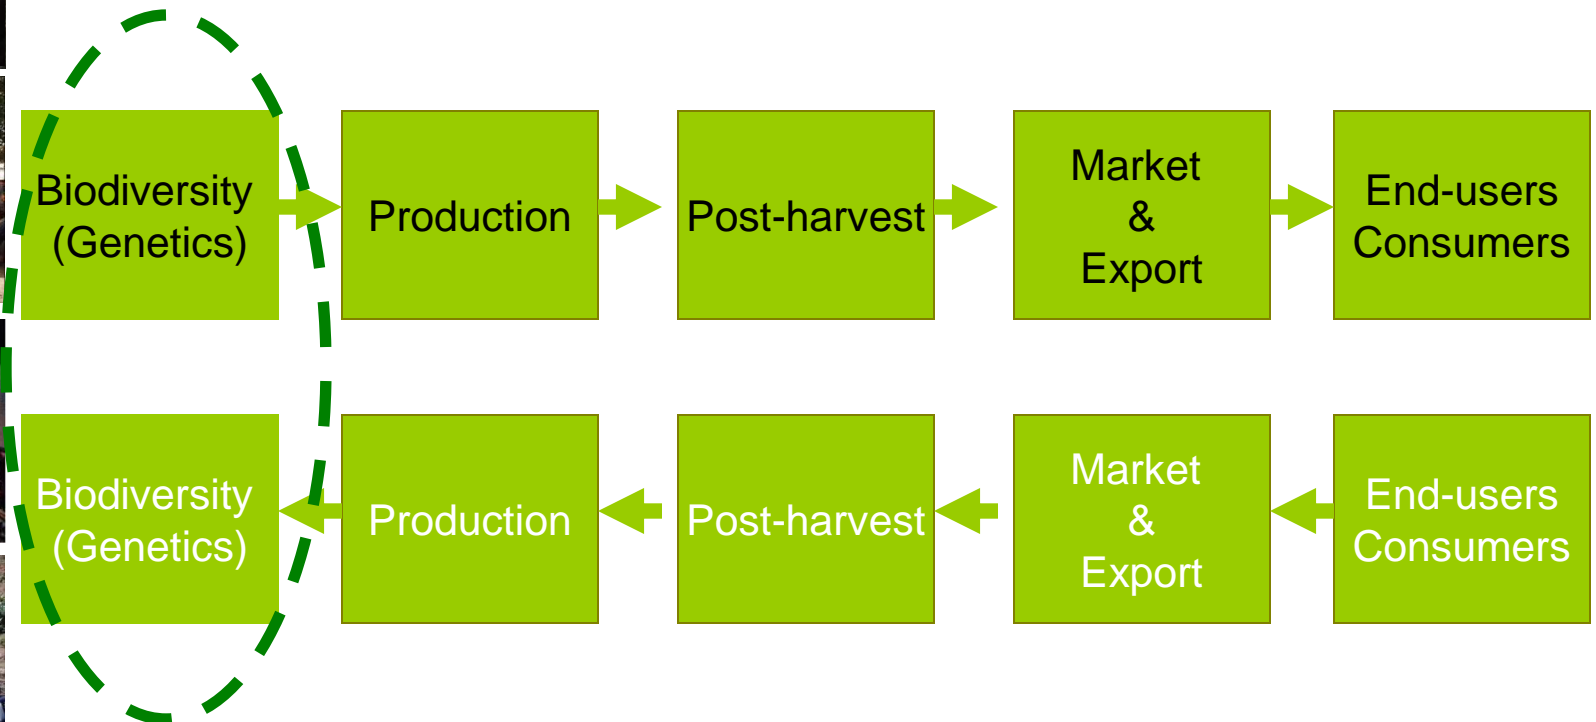 Biodiversity
(Genetics)
Production
Post-harvest
Market
&
Export
End-users
Consumers
Biodiversity
(Genetics)
Production
Post-harvest
Market
&
Export
End-users
Consumers